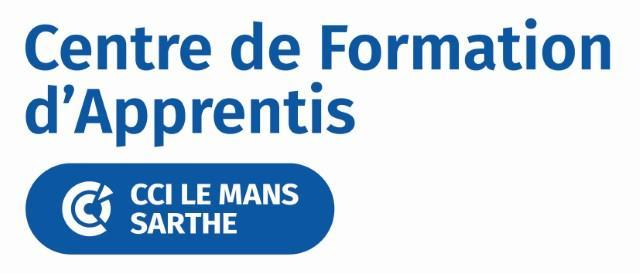 Centre de Formation
d’Apprentis
CCI LE MANS
SARTHE